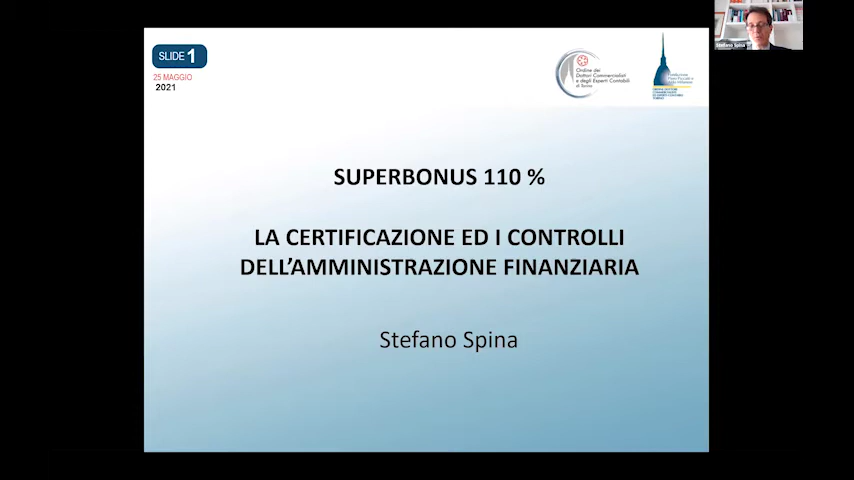 SLIDE 1
25 MAGGIO
2021
Ordine dei
Dottori Commercialisti
e degli Esperti Contabili
di Torino
Stefano Spina
SUPERBONUS 110 %
LA CERTIFICAZIONE ED I CONTROLLI
DELL’AMMINISTRAZIONE FINANZIARIA
Stefano Spina